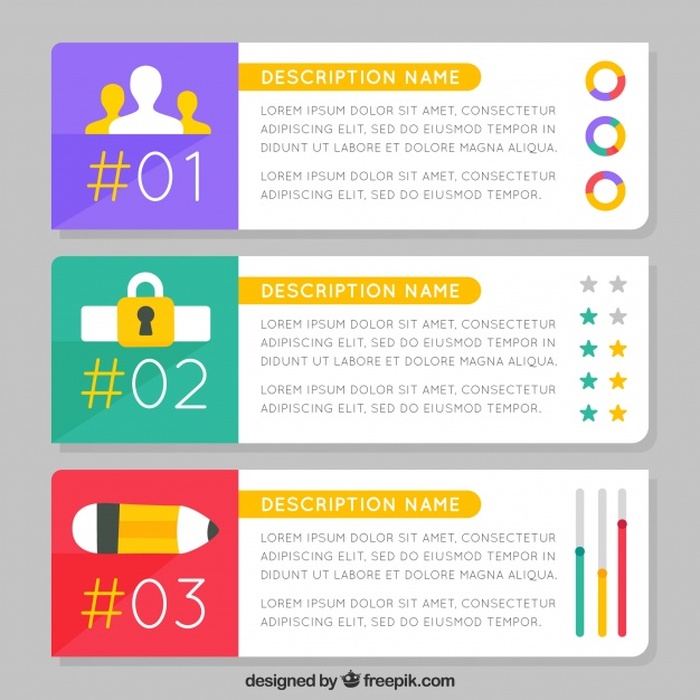 #01
DESCRIPTION NAME
LOREM IPSUM DOLOR SIT AMET, CONSECTETUR
ADIPISCING ELIT, SED DO EIUSMOD TEMPOR IN
DIDUNT UT LABORE ET DOLORE MAGNA ALIQUA.
LOREM IPSUM DOLOR SIT AMET, CONSECTETUR
ADIPISCING ELIT, SED DO EIUSMOD TEMPOR.
#02
DESCRIPTION NAME
LOREM IPSUM DOLOR SIT AMET, CONSECTETUR
ADIPISCING ELIT, SED DO EIUSMOD TEMPOR IN
DIDUNT UT LABORE ET DOLORE MAGNA ALIQUA.
LOREM IPSUM DOLOR SIT AMET, CONSECTETUR
ADIPISCING ELIT, SED DO EIUSMOD TEMPOR.
#03
DESCRIPTION NAME
LOREM IPSUM DOLOR SIT AMET, CONSECTETUR
ADIPISCING ELIT, SED DO EIUSMOD TEMPOR IN
DIDUNT UT LABORE ET DOLORE MAGNA ALIQUA.
LOREM IPSUM DOLOR SIT AMET, CONSECTETUR
ADIPISCING ELIT, SED DO EIUSMOD TEMPOR.
designed by freepik.com